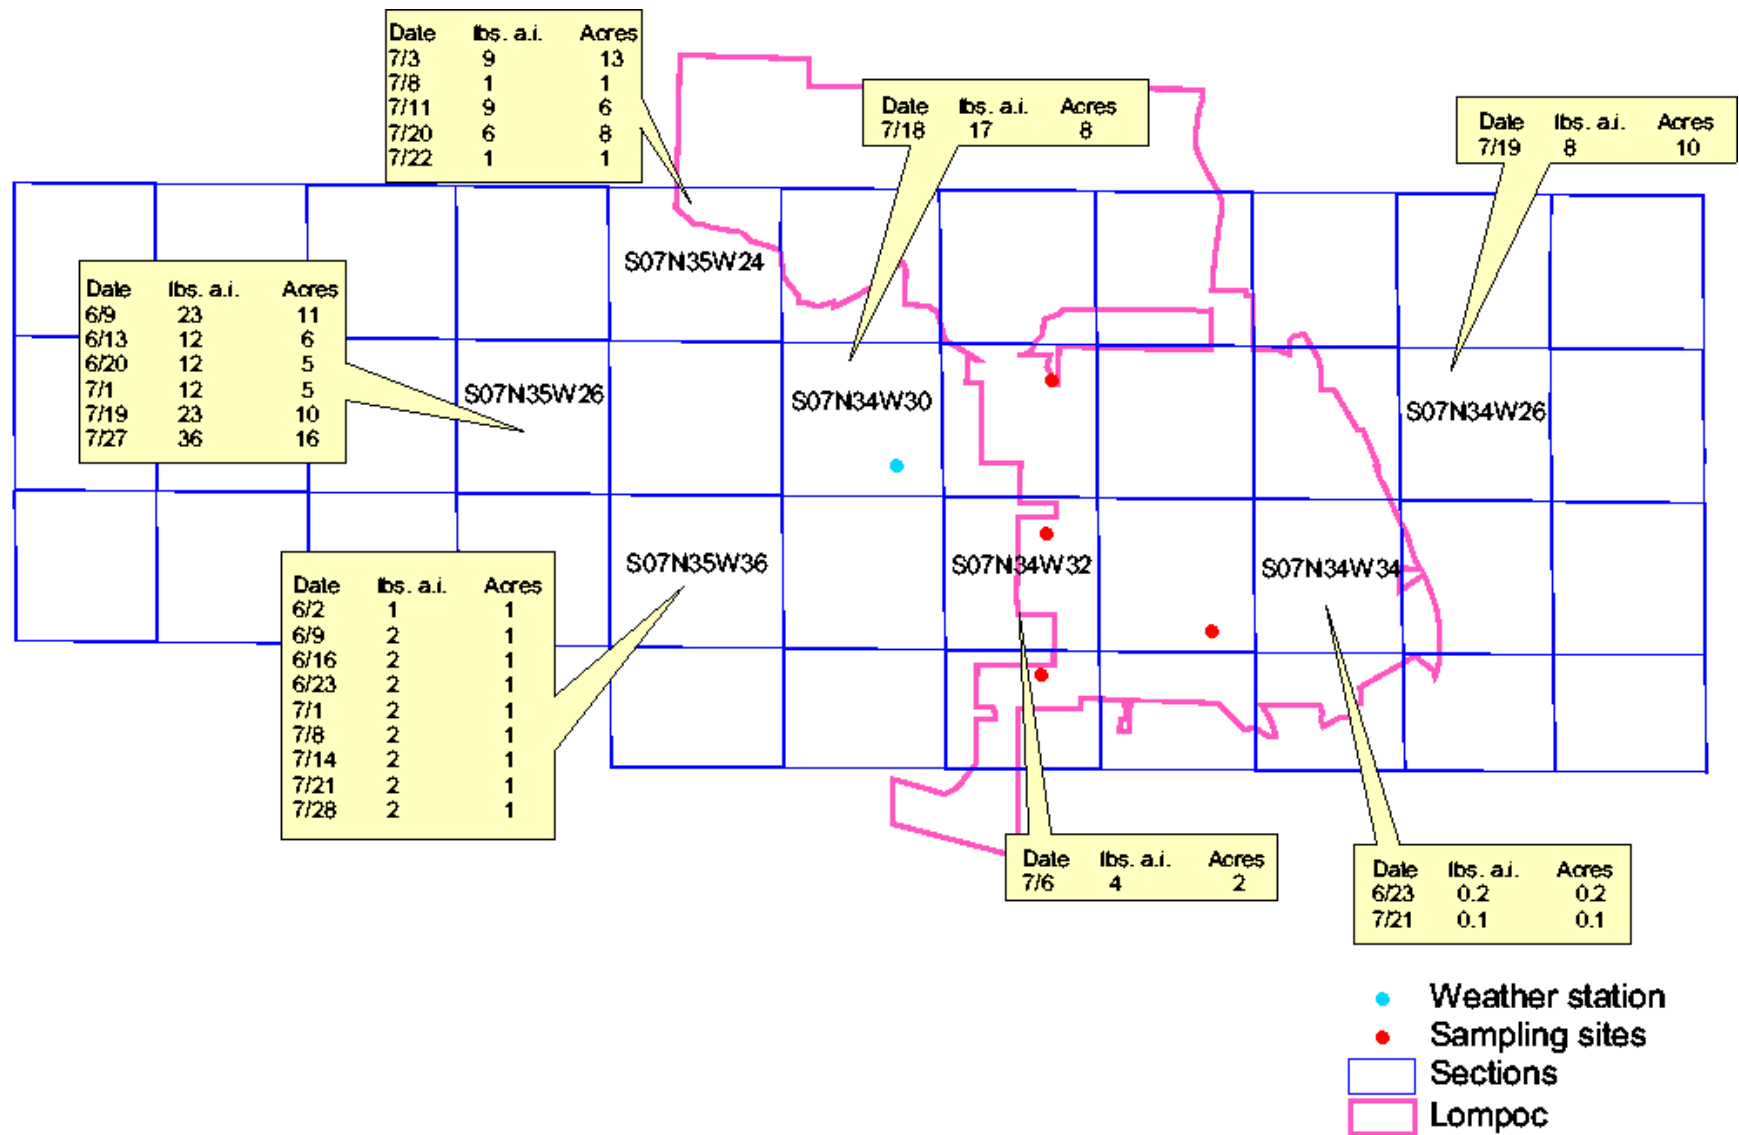 Date lbs. a.i. Acres
7/3 9 13
7/8 1 1
7/11 9 6
7/20 6 8
7/22 1 1
Date lbs. a.i. Acres
7/18 17 8
Date lbs. a.i. Acres
7/19 8 10
S07N35W24
Date lbs. a.i. Acres
6/9 23 11
6/13 12 6
6/20 12 5
7/1 12 5
7/19 23 10
7/27 36 16
S07N35W26
S07N34W30
S07N34W26
S07N35W36
S07N34W32
S07N34W34
Date lbs. a.i. Acres
6/2 1 1
6/9 2 1
6/16 2 1
6/23 2 1
7/1 2 1
7/8 2 1
7/14 2 1
7/21 2 1
7/28 2 1
Date lbs. a.i. Acres
7/6 4 2
Date lbs. a.i. Acres
6/23 0.2 0.2
7/21 0.1 0.1
Weather station
Sampling sites
Sections
Lompoc